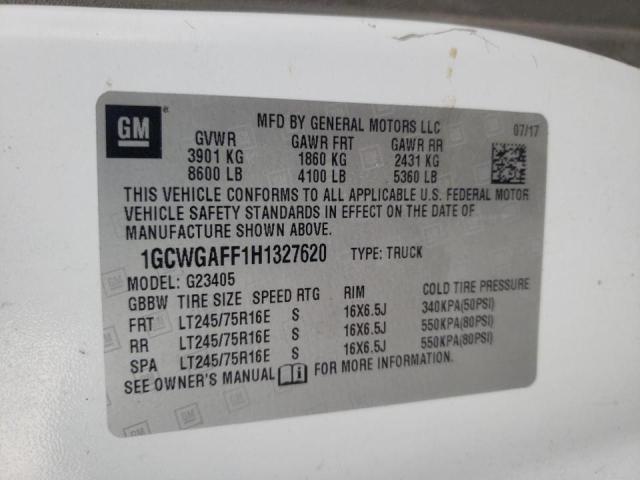 GM
MFD BY GENERAL MOTORS LLC 07/17
GVWR GAWR FRT GAWR RR
3901 KG 1860 KG 2431 KG
8600 LB 4100 LB 5360 LB
THIS VEHICLE CONFORMS TO ALL APPLICABLE U.S. FEDERAL MOTOR
VEHICLE SAFETY STANDARDS IN EFFECT ON THE DATE OF
MANUFACTURE SHOWN ABOVE.
1GCWGAFF1H1327620 TYPE: TRUCK
MODEL: G23405
GBBW TIRE SIZE SPEED RTG RIM COLD TIRE PRESSURE
FRT LT245/75R16E S 16X6.5J 340KPA(50PSI)
RR LT245/75R16E S 16X6.5J 550KPA(80PSI)
SPA LT245/75R16E S 16X6.5J 550KPA(80PSI)
SEE OWNER'S MANUAL FOR MORE INFORMATION.